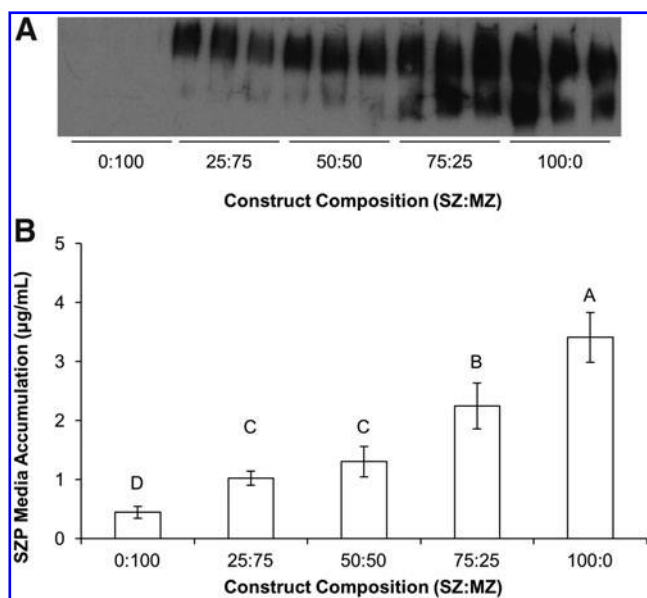 A
0:100 25:75 50:50 75:25 100:0
Construct Composition (SZ:MZ)
B
SZP Media Accumulation (µg/mL)
5
4
3
2
1
0
D
C
C
B
A
0:100 25:75 50:50 75:25 100:0
Construct Composition (SZ:MZ)